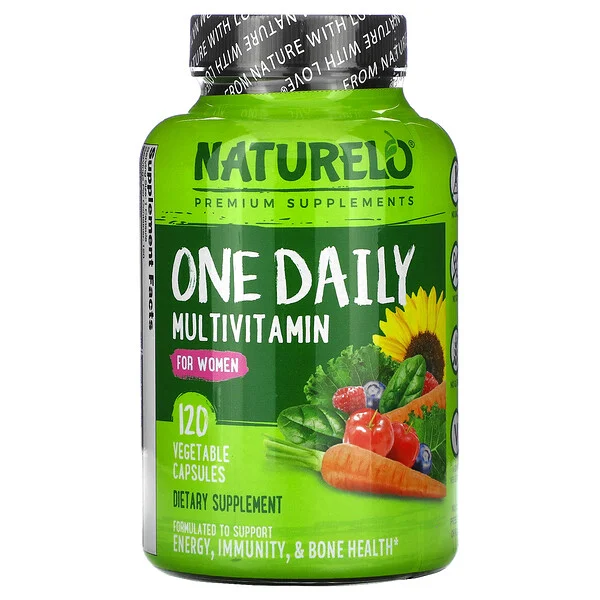 FROM NATURE WITH LOVE®
NATURELO®
PREMIUM SUPPLEMENTS
ONE DAILY
MULTIVITAMIN
FOR WOMEN
120
VEGETABLE
CAPSULES
DIETARY SUPPLEMENT
FORMULATED TO SUPPORT
ENERGY, IMMUNITY, & BONE HEALTH*
Supplement Facts